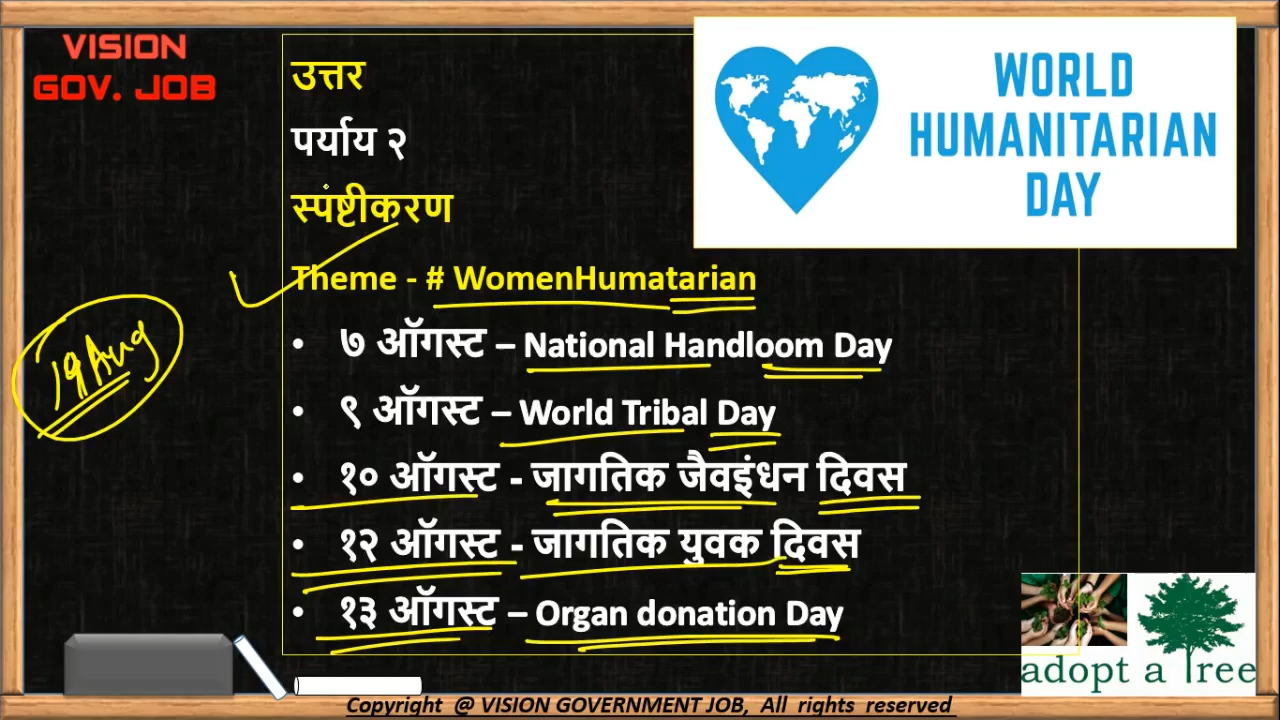 VISION
GOV. JOB
उत्तर
पर्याय २
स्पंष्टीकरण
WORLD
HUMANITARIAN
DAY
Theme - # WomenHumatarian
19 Aug
• ७ ऑगस्ट – National Handloom Day
• ९ ऑगस्ट – World Tribal Day
• १० ऑगस्ट - जागतिक जैवइंधन दिवस
• १२ ऑगस्ट - जागतिक युवक दिवस
• १३ ऑगस्ट – Organ donation Day
adopt a Tree
Copyright @ VISION GOVERNMENT JOB, All rights reserved